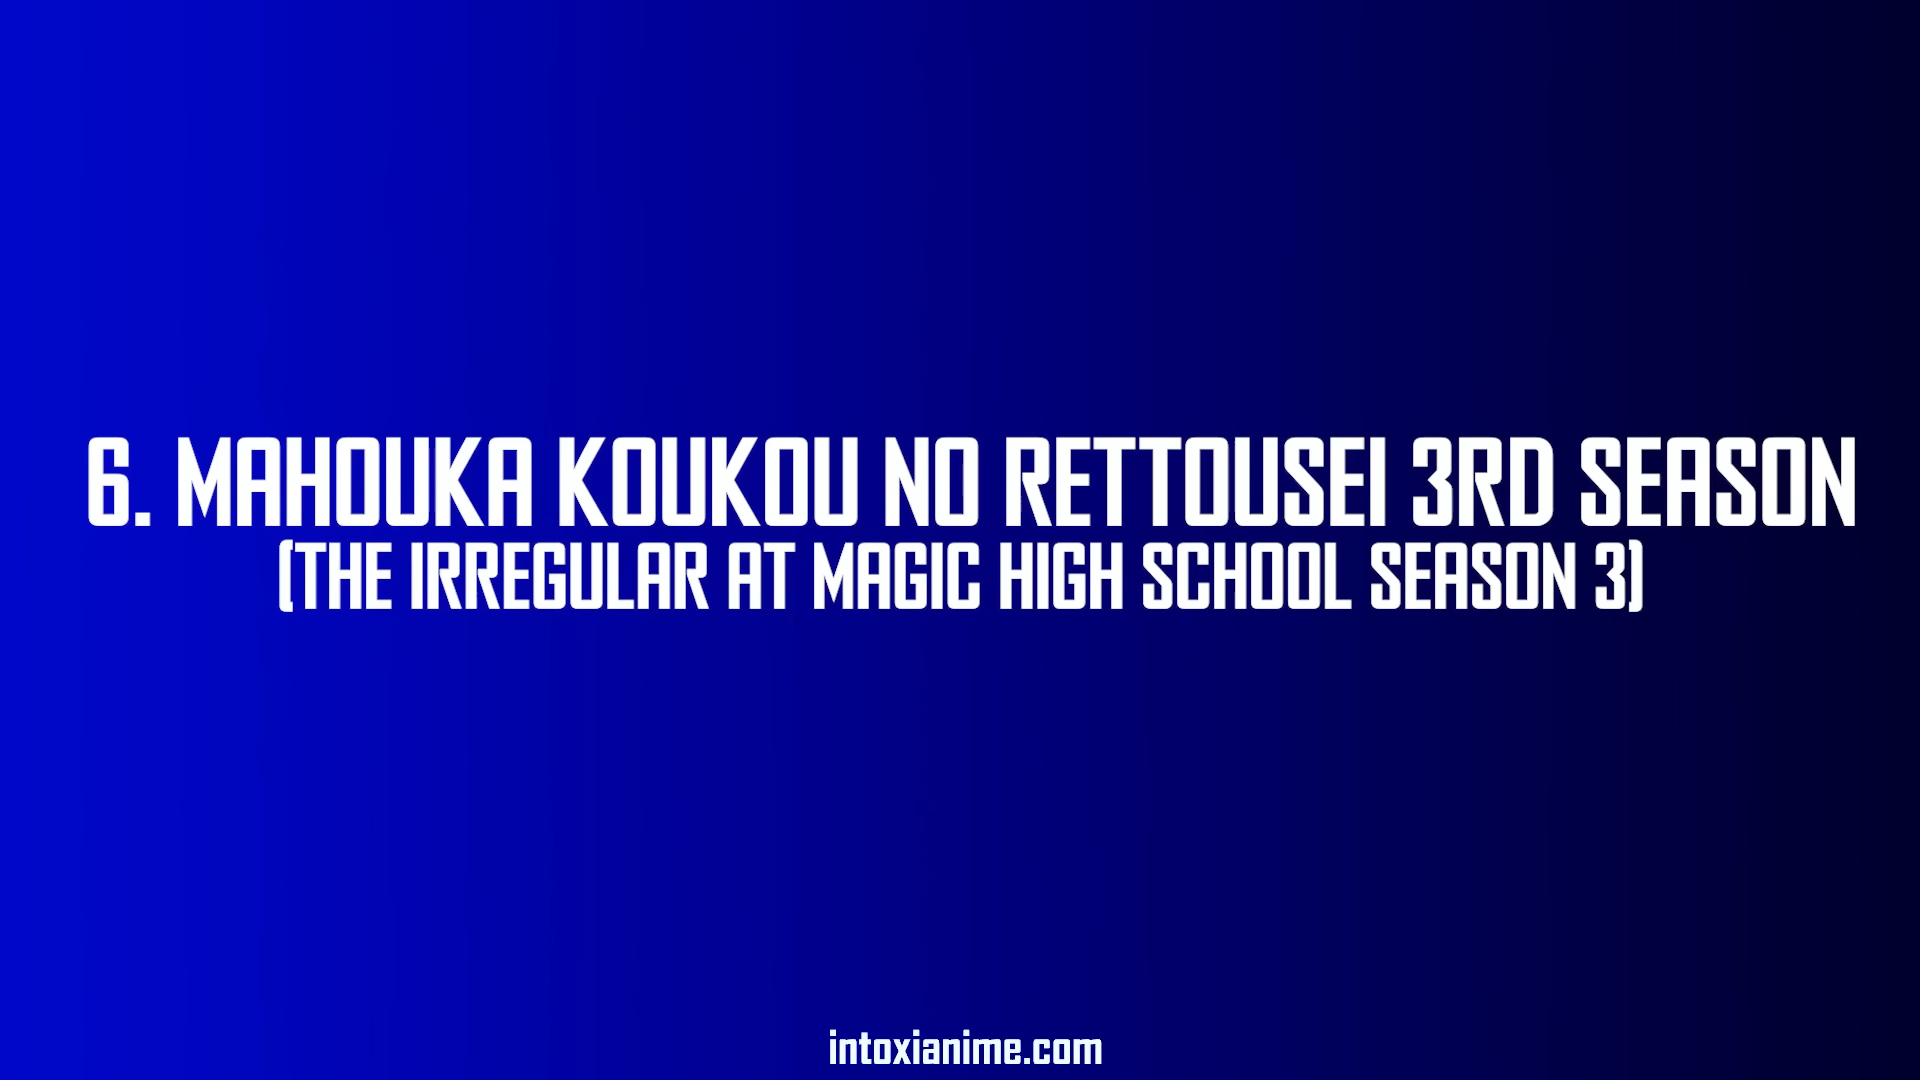 6. MAHOUKA KOUKOU NO RETTOUSEI 3RD SEASON
(THE IRREGULAR AT MAGIC HIGH SCHOOL SEASON 3)
intoxianime.com